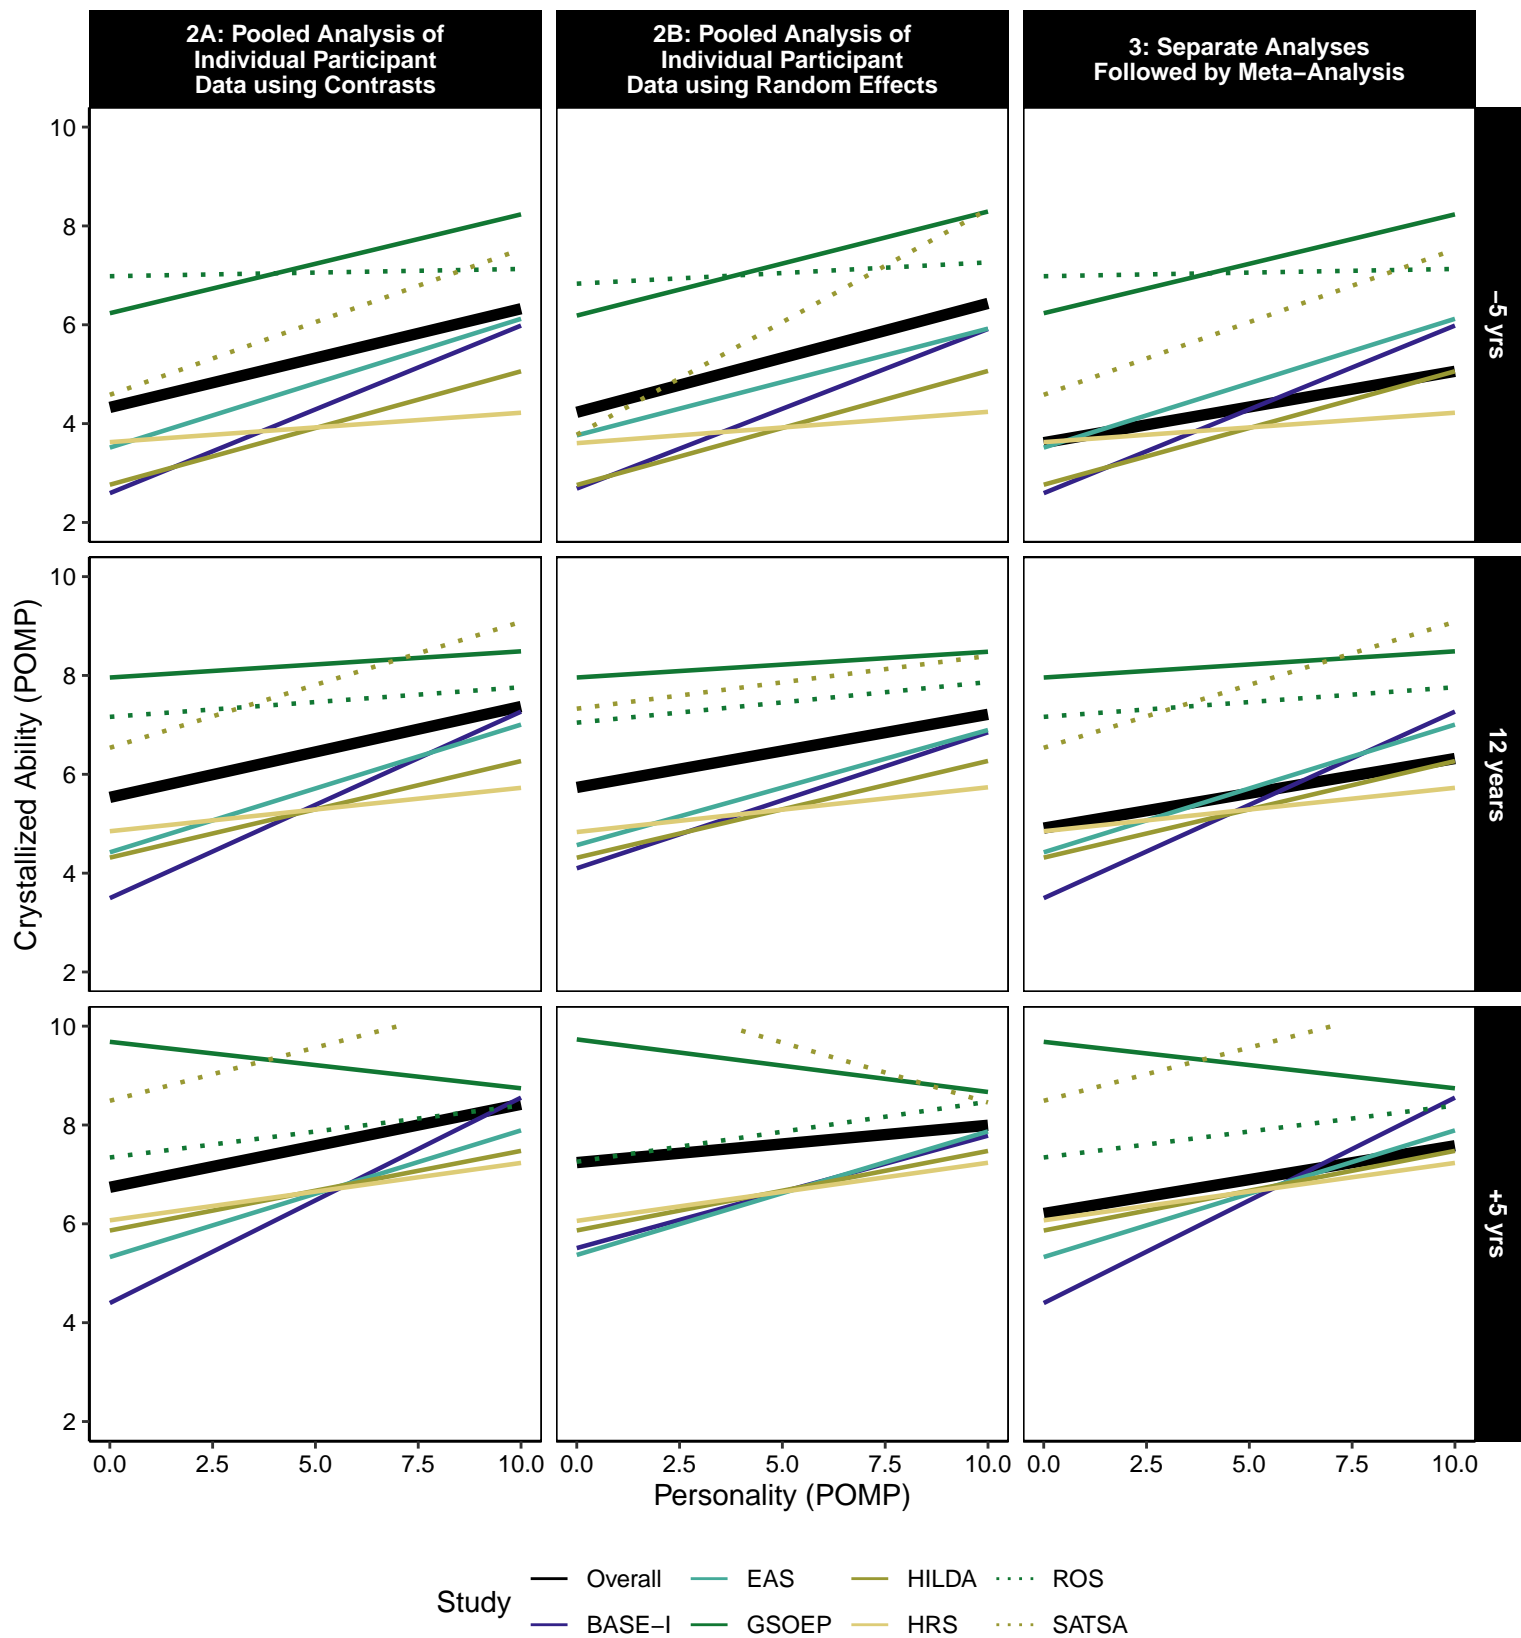 2A: Pooled Analysis of
Individual Participant
Data using Contrasts
2B: Pooled Analysis of
Individual Participant
Data using Random Effects
3: Separate Analyses
Followed by Meta−Analysis
10
8
6
4
2
−5 yrs
10
8
6
4
2
12 years
10
8
6
4
2
+5 yrs
Crystallized Ability (POMP)
0.0 2.5 5.0 7.5 10.0
0.0 2.5 5.0 7.5 10.0
0.0 2.5 5.0 7.5 10.0
Personality (POMP)
Study
Overall EAS HILDA ROS
BASE−I GSOEP HRS SATSA